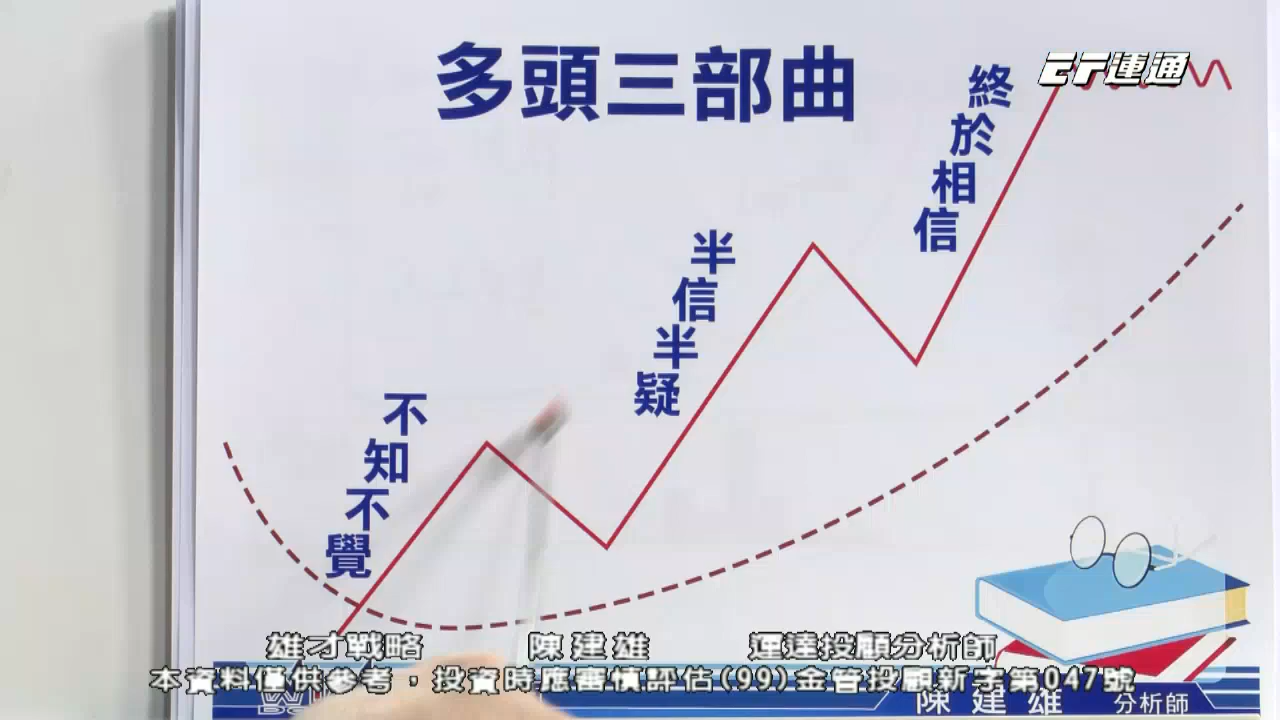 多頭三部曲
EF運通
終於相信
半信半疑
不知不覺
雄才戰略 陳建雄 運達投顧分析師
本資料僅供參考，投資時應審慎評估(99)金管投顧新字第047號
陳建雄 分析師